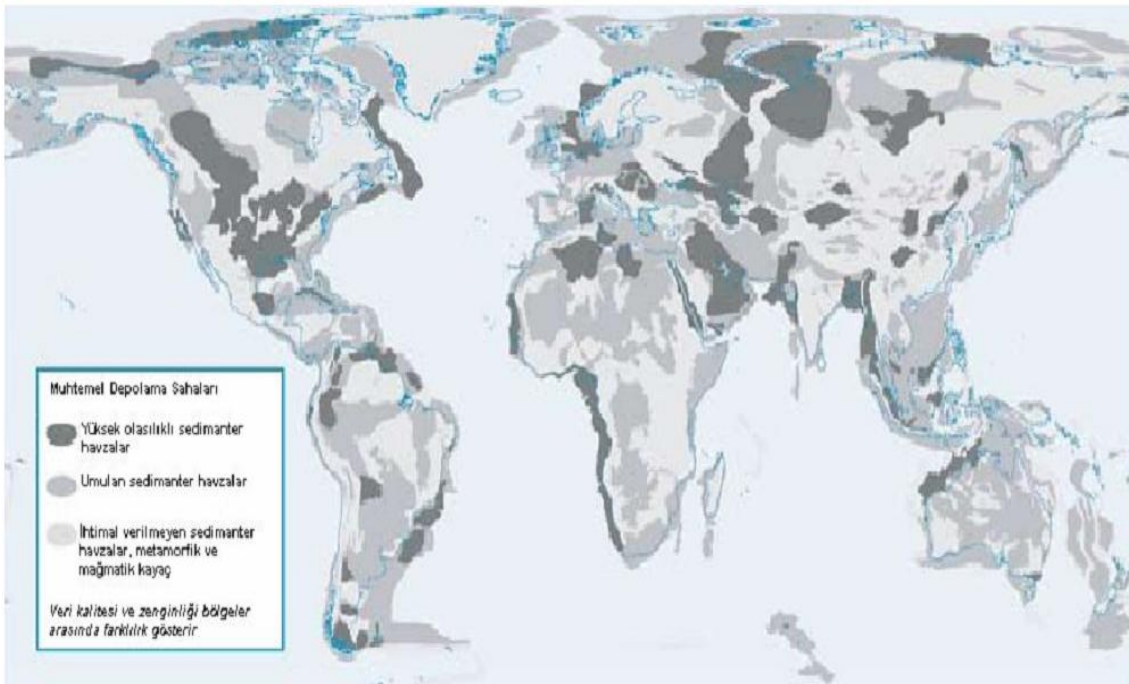 Muhtemel Depolama Sahaları
Yüksek olasılıklı sedimanter
havzalar
Umulan sedimanter havzalar
İhtimal verilmeyen sedimanter
havzalar, metamorfik ve
mağmatik kayaç
Veri kalitesi ve zenginliği bölgeler
arasında farklılık gösterir